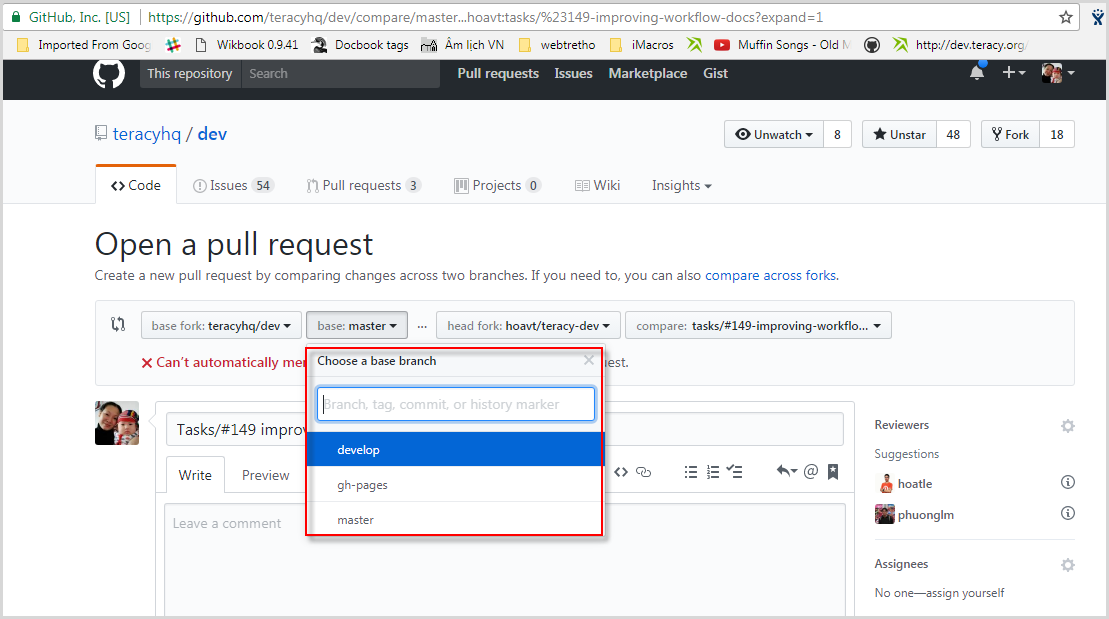 GitHub, Inc. [US] https://github.com/teracyhq/dev/compare/master...hoavt:tasks/%23149-improving-workflow-docs?expand=1
Imported From Goog Wikbook 0.9.41 Docbook tags Âm lịch VN webtretho iMacros Muffin Songs - Old M http://dev.teracy.org/
This repository Search Pull requests Issues Marketplace Gist
teracyhq / dev Unwatch 8 Unstar 48 Fork 18
Code Issues 54 Pull requests 3 Projects 0 Wiki Insights
Open a pull request
Create a new pull request by comparing changes across two branches. If you need to, you can also compare across forks.
base fork: teracyhq/dev base: master ... head fork: hoavt/teracy-dev compare: tasks/#149-improving-workflo...
Can't automatically mer uest.
Choose a base branch
Branch, tag, commit, or history marker
develop
gh-pages
master
Tasks/#149 improv
Write Preview
Leave a comment
Reviewers
Suggestions
hoatle
phuonglm
Assignees
No one—assign yourself